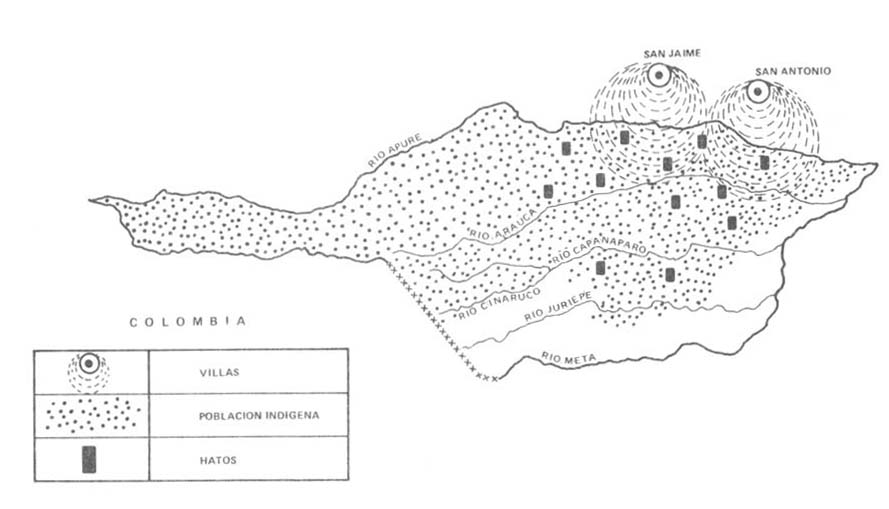 SAN JAIME
SAN ANTONIO
RIO APURE
RIO ARAUCA
RIO CAPANAPARO
RIO CINARUCO
RIO JURIEPE
RIO META
COLOMBIA
VILLAS
POBLACION INDIGENA
HATOS